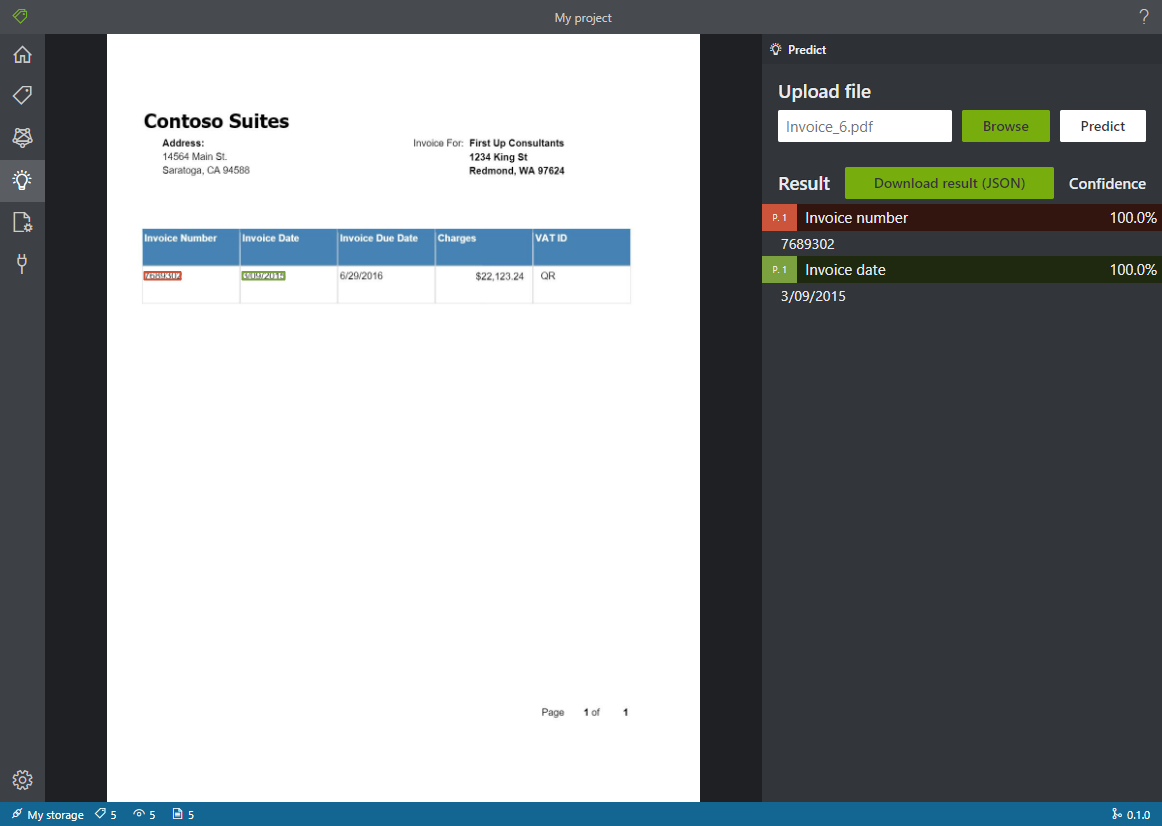 My project
?
Predict
Upload file
Invoice_6.pdf Browse Predict
Result Download result (JSON) Confidence
P. 1 Invoice number 100.0%
7689302
P. 1 Invoice date 100.0%
3/09/2015
Contoso Suites
Address:
14564 Main St.
Saratoga, CA 94588
Invoice For: First Up Consultants
1234 King St
Redmond, WA 97624
Invoice Number Invoice Date Invoice Due Date Charges VAT ID
7689302 3/09/2015 6/29/2016 $22,123.24 QR
Page 1 of 1
My storage 5 5 5 0.1.0